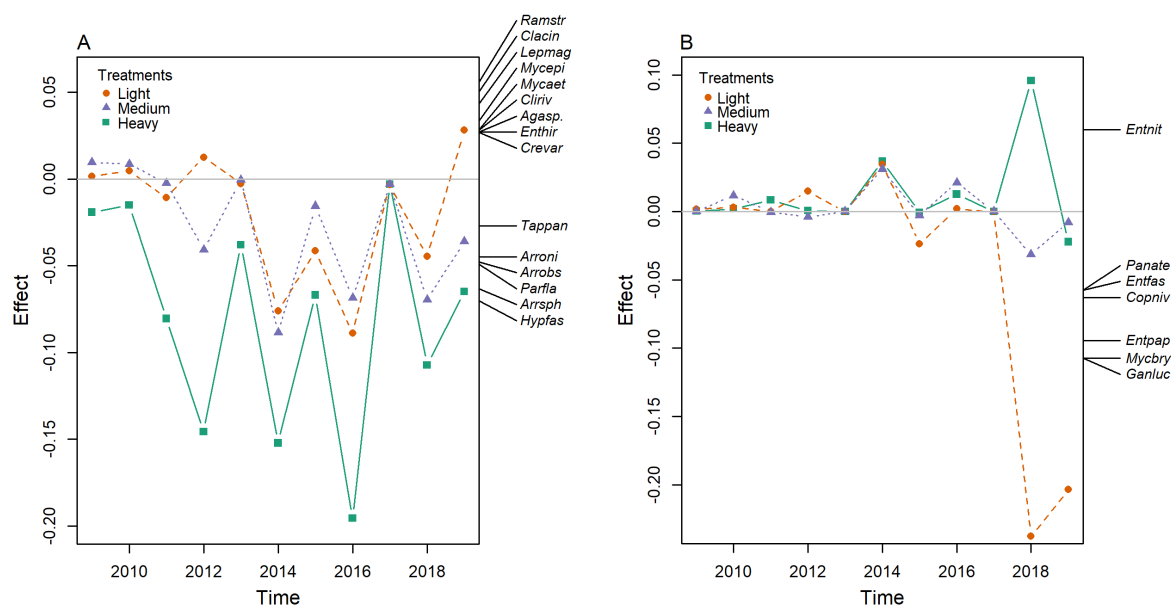 A
Treatments
Light
Medium
Heavy
0.05
0.00
-0.05
-0.10
-0.15
-0.20
Effect
2010 2012 2014 2016 2018
Time
Ramstr
Clacin
Lepmag
Mycepi
Mycaet
Cliriv
Agasp.
Enthir
Crevar
Tappan
Arroni
Arrobs
Parfla
Arrsph
Hypfas
B
Treatments
Light
Medium
Heavy
0.10
0.05
0.00
-0.05
-0.10
-0.15
-0.20
Effect
2010 2012 2014 2016 2018
Time
Entnit
Panate
Entfas
Copniv
Entpap
Mycbry
Ganluc